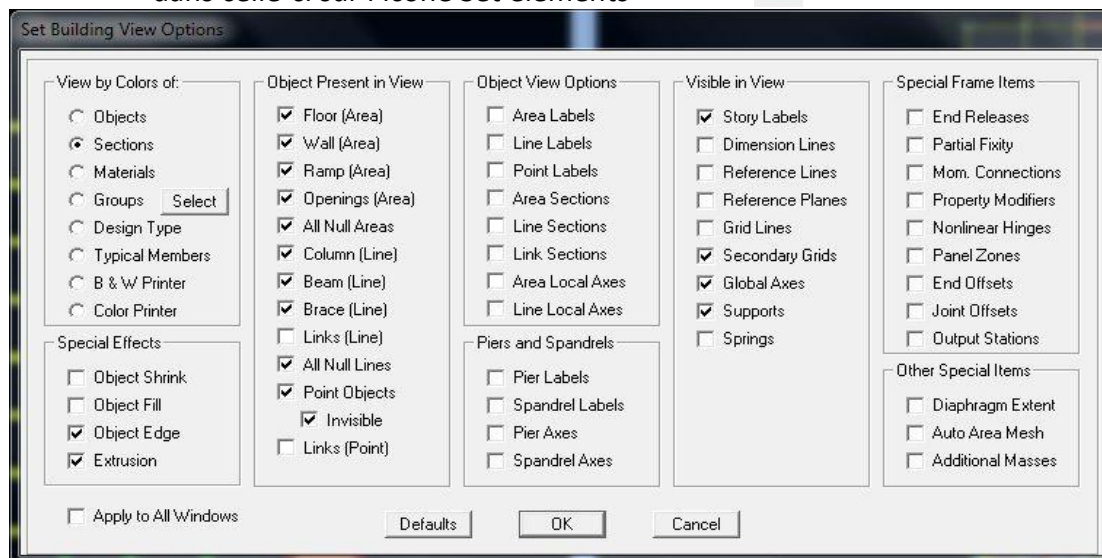 dans celle-ci sur l'icone set elements
Set Building View Options
View by Colors of:
Objects
Sections
Materials
Groups Select
Design Type
Typical Members
B & W Printer
Color Printer
Special Effects
Object Shrink
Object Fill
Object Edge
Extrusion
Object Present in View
Floor (Area)
Wall (Area)
Ramp (Area)
Openings (Area)
All Null Areas
Column (Line)
Beam (Line)
Brace (Line)
Links (Line)
All Null Lines
Point Objects
Invisible
Links (Point)
Object View Options
Area Labels
Line Labels
Point Labels
Area Sections
Line Sections
Link Sections
Area Local Axes
Line Local Axes
Piers and Spandrels
Pier Labels
Spandrel Labels
Pier Axes
Spandrel Axes
Visible in View
Story Labels
Dimension Lines
Reference Lines
Reference Planes
Grid Lines
Secondary Grids
Global Axes
Supports
Springs
Special Frame Items
End Releases
Partial Fixity
Mom. Connections
Property Modifiers
Nonlinear Hinges
Panel Zones
End Offsets
Joint Offsets
Output Stations
Other Special Items
Diaphragm Extent
Auto Area Mesh
Additional Masses
Apply to All Windows
Defaults OK Cancel